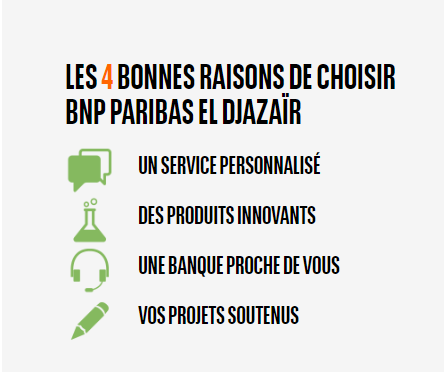 LES 4 BONNES RAISONS DE CHOISIR
BNP PARIBAS EL DJAZAÏR
UN SERVICE PERSONNALISÉ
DES PRODUITS INNOVANTS
UNE BANQUE PROCHE DE VOUS
VOS PROJETS SOUTENUS